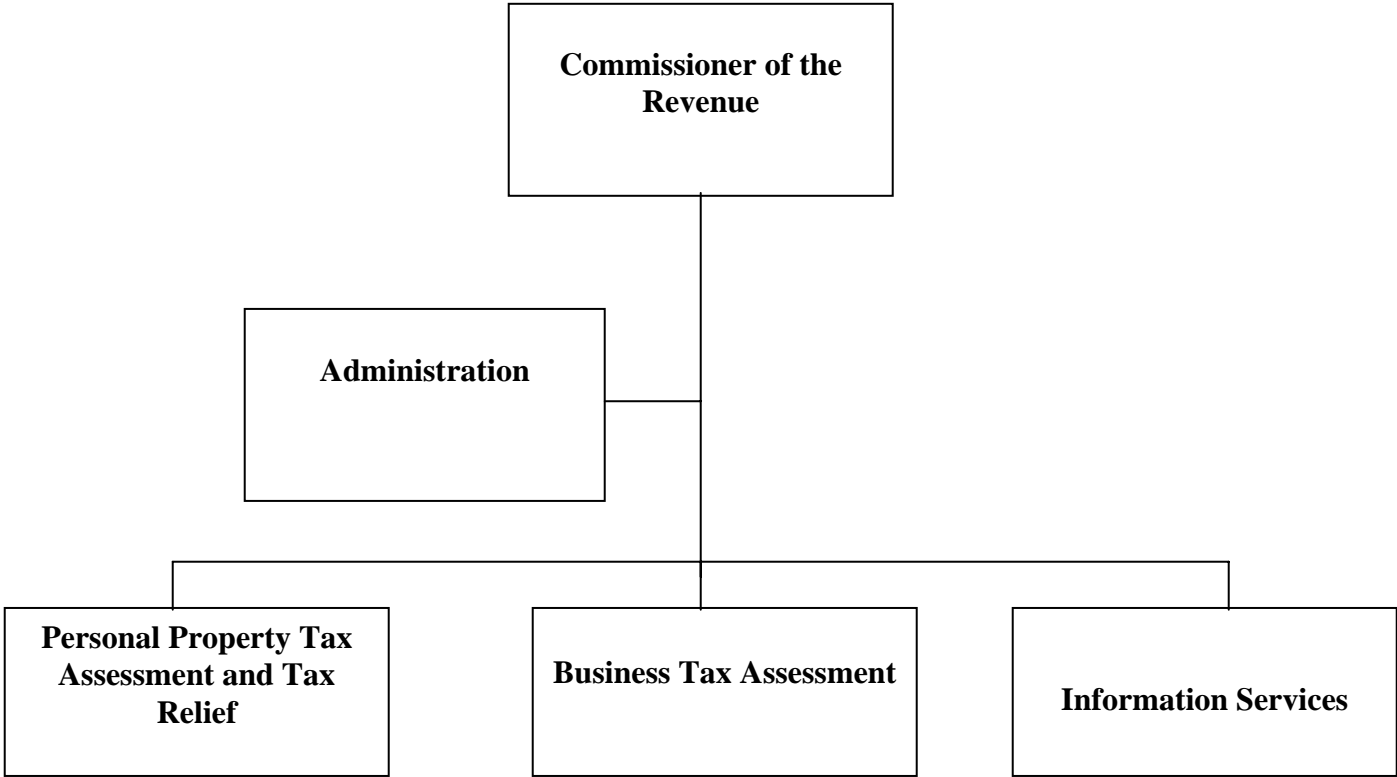 Commissioner of the
Revenue
Administration
Personal Property Tax
Assessment and Tax
Relief
Business Tax Assessment
Information Services